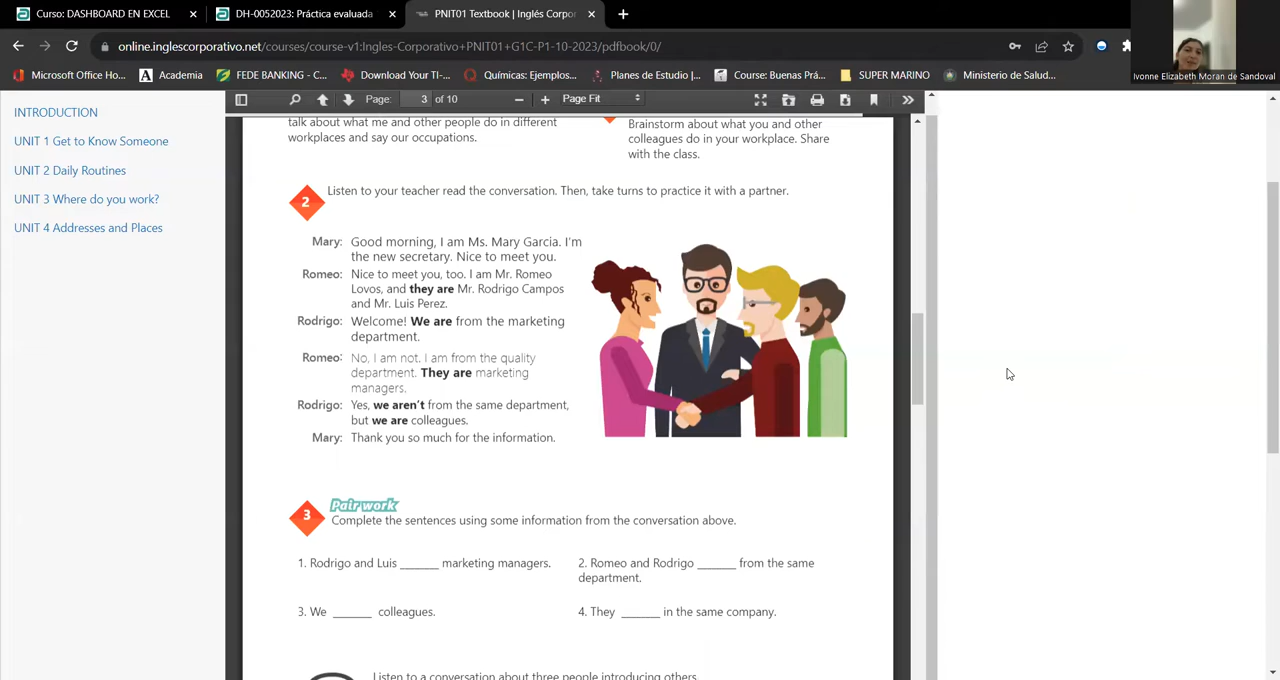 Curso: DASHBOARD EN EXCEL
DH-0052023: Práctica evaluada
PNIT01 Textbook | Inglés Corpor
online.inglescorporativo.net/courses/course-v1:Ingles-Corporativo+PNIT01+G1C-P1-10-2023/pdfbook/0/
Microsoft Office Ho...
Academia
FEDE BANKING - C...
Download Your TI-...
Químicas: Ejemplos...
Planes de Estudio |...
Course: Buenas Prá...
SUPER MARINO
Ministerio de Salud...
Ivonne Elizabeth Moran de Sandoval
INTRODUCTION
UNIT 1 Get to Know Someone
UNIT 2 Daily Routines
UNIT 3 Where do you work?
UNIT 4 Addresses and Places
Page: 3 of 10
Page Fit
talk about what me and other people do in different
workplaces and say our occupations.
Brainstorm about what you and other
colleagues do in your workplace. Share
with the class.
2 Listen to your teacher read the conversation. Then, take turns to practice it with a partner.
Mary: Good morning, I am Ms. Mary Garcia. I'm
the new secretary. Nice to meet you.
Romeo: Nice to meet you, too. I am Mr. Romeo
Lovos, and they are Mr. Rodrigo Campos
and Mr. Luis Perez.
Rodrigo: Welcome! We are from the marketing
department.
Romeo: No, I am not. I am from the quality
department. They are marketing
managers.
Rodrigo: Yes, we aren't from the same department,
but we are colleagues.
Mary: Thank you so much for the information.
3 Pair work
Complete the sentences using some information from the conversation above.
1. Rodrigo and Luis ______ marketing managers.
2. Romeo and Rodrigo ______ from the same
department.
3. We ______ colleagues.
4. They ______ in the same company.
Listen to a conversation about three people introducing others.